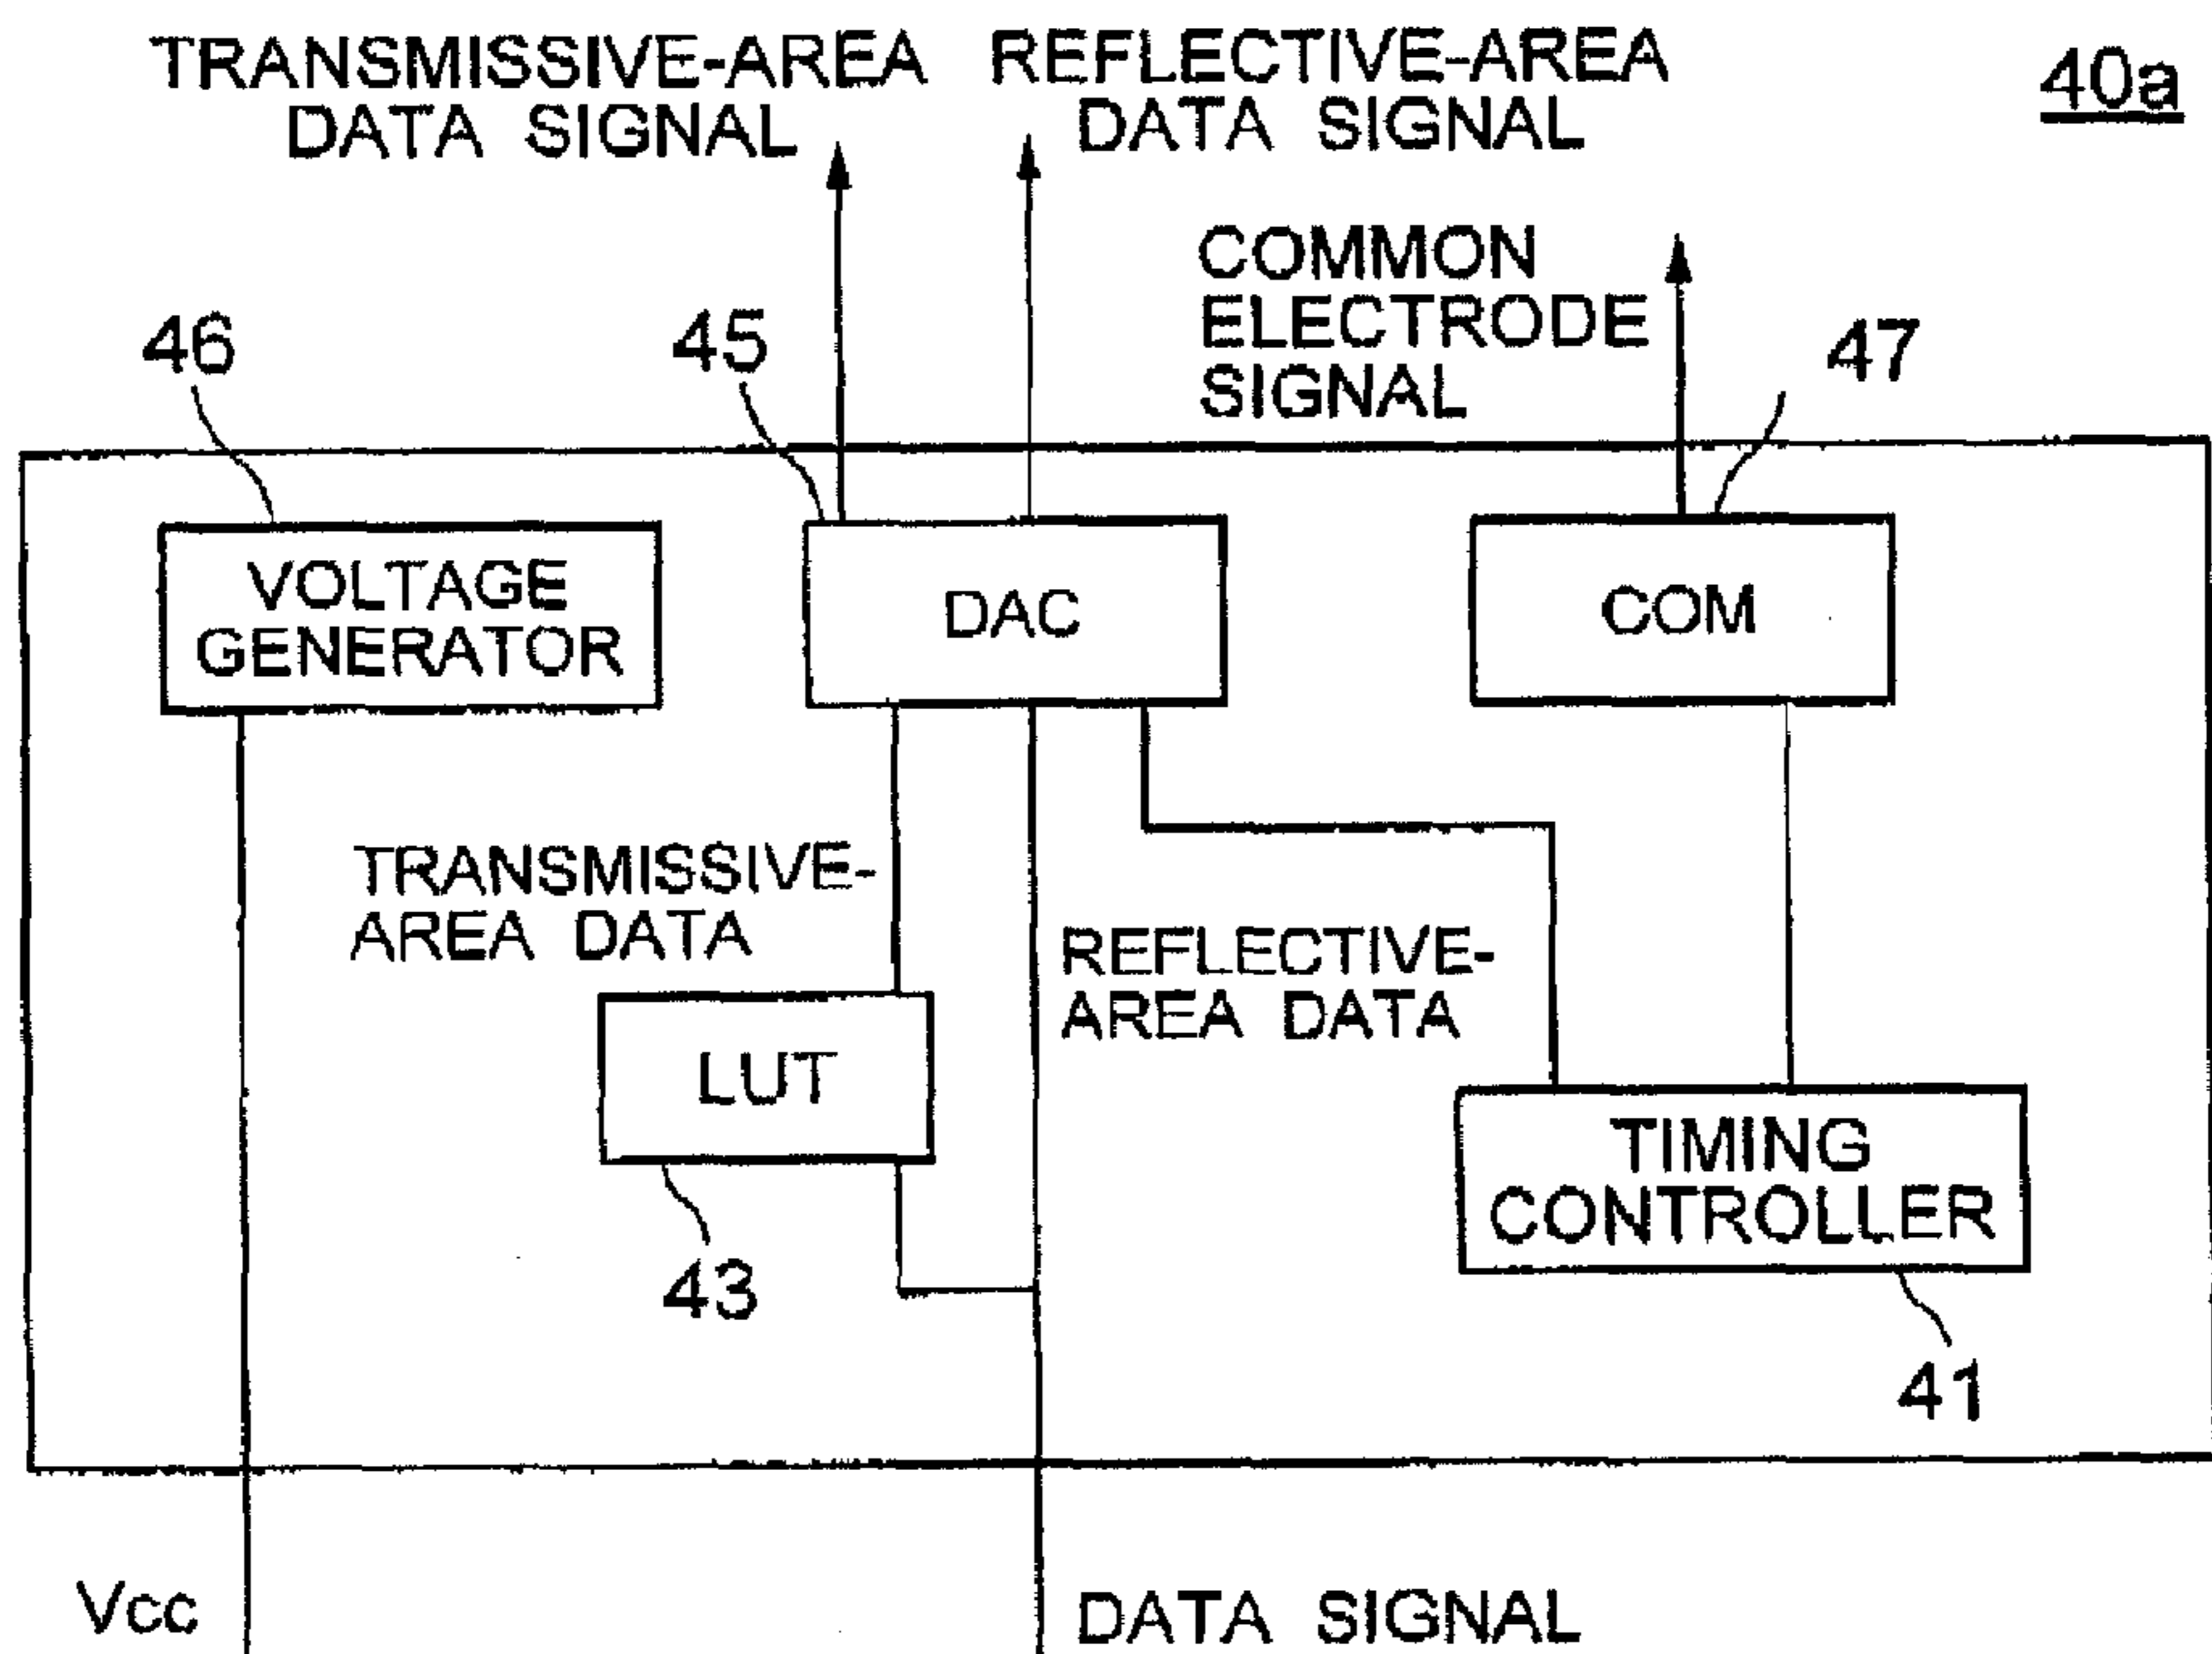 TRANSMISSIVE-AREA
DATA SIGNAL
REFLECTIVE-AREA
DATA SIGNAL
40a
COMMON
ELECTRODE
SIGNAL
46
45
47
VOLTAGE
GENERATOR
DAC
COM
TRANSMISSIVE-
AREA DATA
REFLECTIVE-
AREA DATA
LUT
TIMING
CONTROLLER
43
41
Vcc
DATA SIGNAL